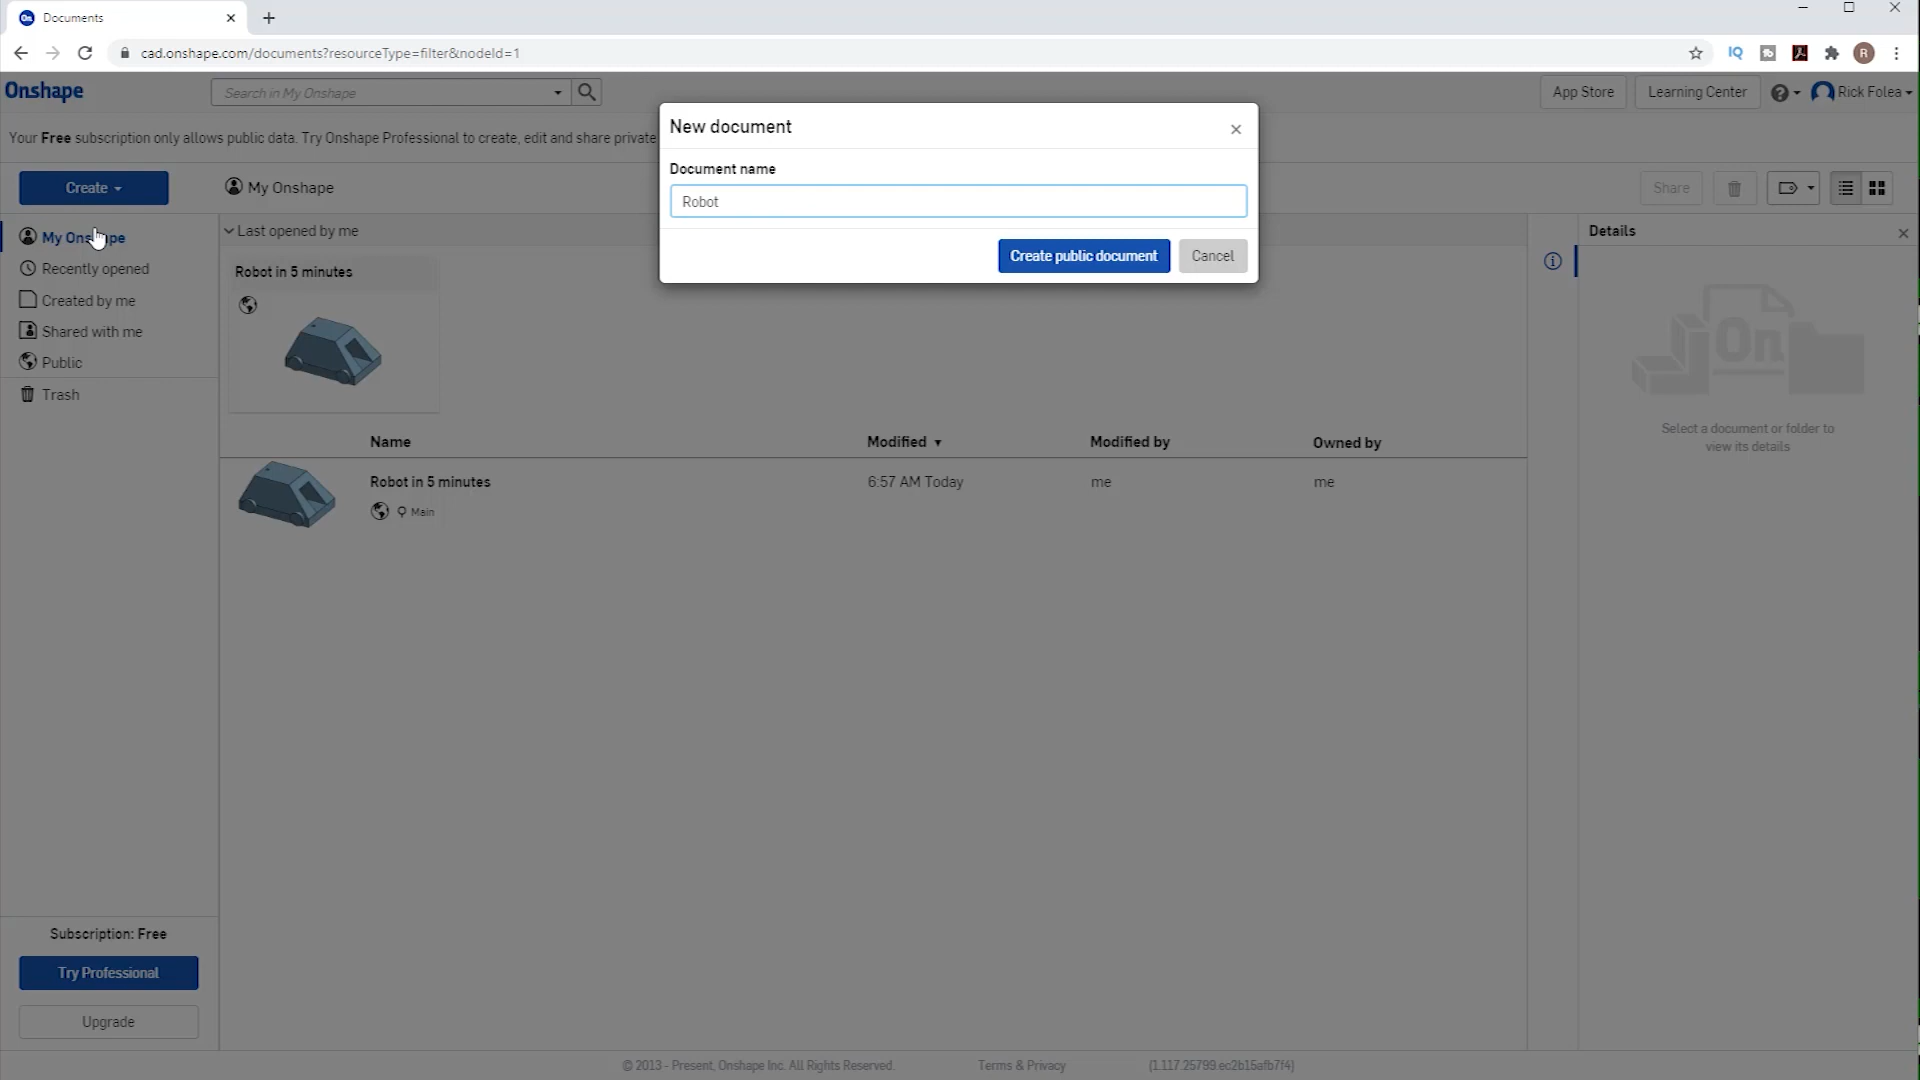 Documents
cad.onshape.com/documents?resourceType=filter&nodeId=1
IQ
R
Onshape
Search in My Onshape
App Store
Learning Center
Rick Folea
Your Free subscription only allows public data. Try Onshape Professional to create, edit and share private
New document
Document name
Robot
Create public document
Cancel
Create
My Onshape
Share
My Onshape
Recently opened
Created by me
Shared with me
Public
Trash
Last opened by me
Robot in 5 minutes
Details
On
Select a document or folder to
view its details
Name
Modified
Modified by
Owned by
Robot in 5 minutes
6:57 AM Today
me
me
Main
Subscription: Free
Try Professional
Upgrade
© 2013 - Present, Onshape Inc. All Rights Reserved.
Terms & Privacy
(1.117.25799.ec2b15afb7f4)